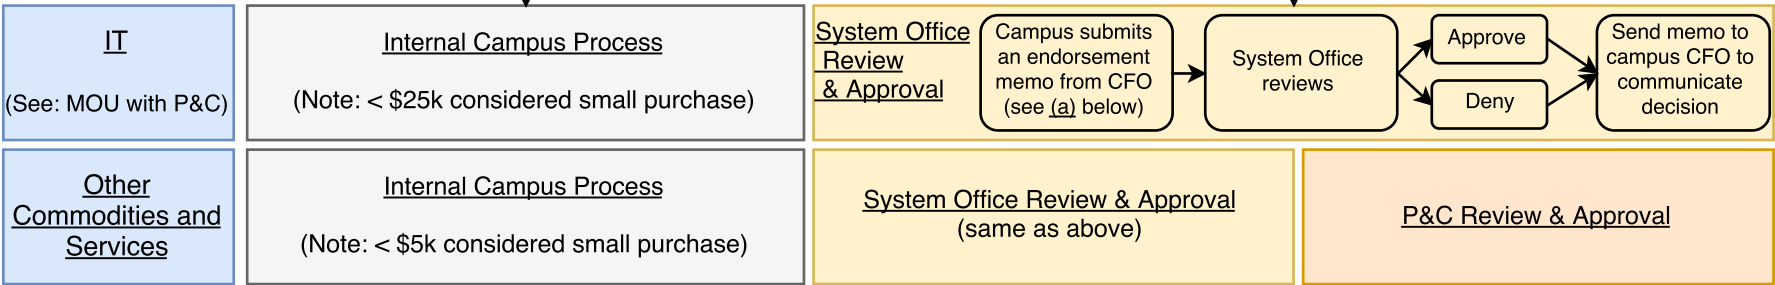 IT
(See: MOU with P&C)
Internal Campus Process
(Note: < $25k considered small purchase)
System Office
Review
& Approval
Campus submits
an endorsement
memo from CFO
(see (a) below)
System Office
reviews
Approve
Deny
Send memo to
campus CFO to
communicate
decision
Other
Commodities and
Services
Internal Campus Process
(Note: < $5k considered small purchase)
System Office Review & Approval
(same as above)
P&C Review & Approval